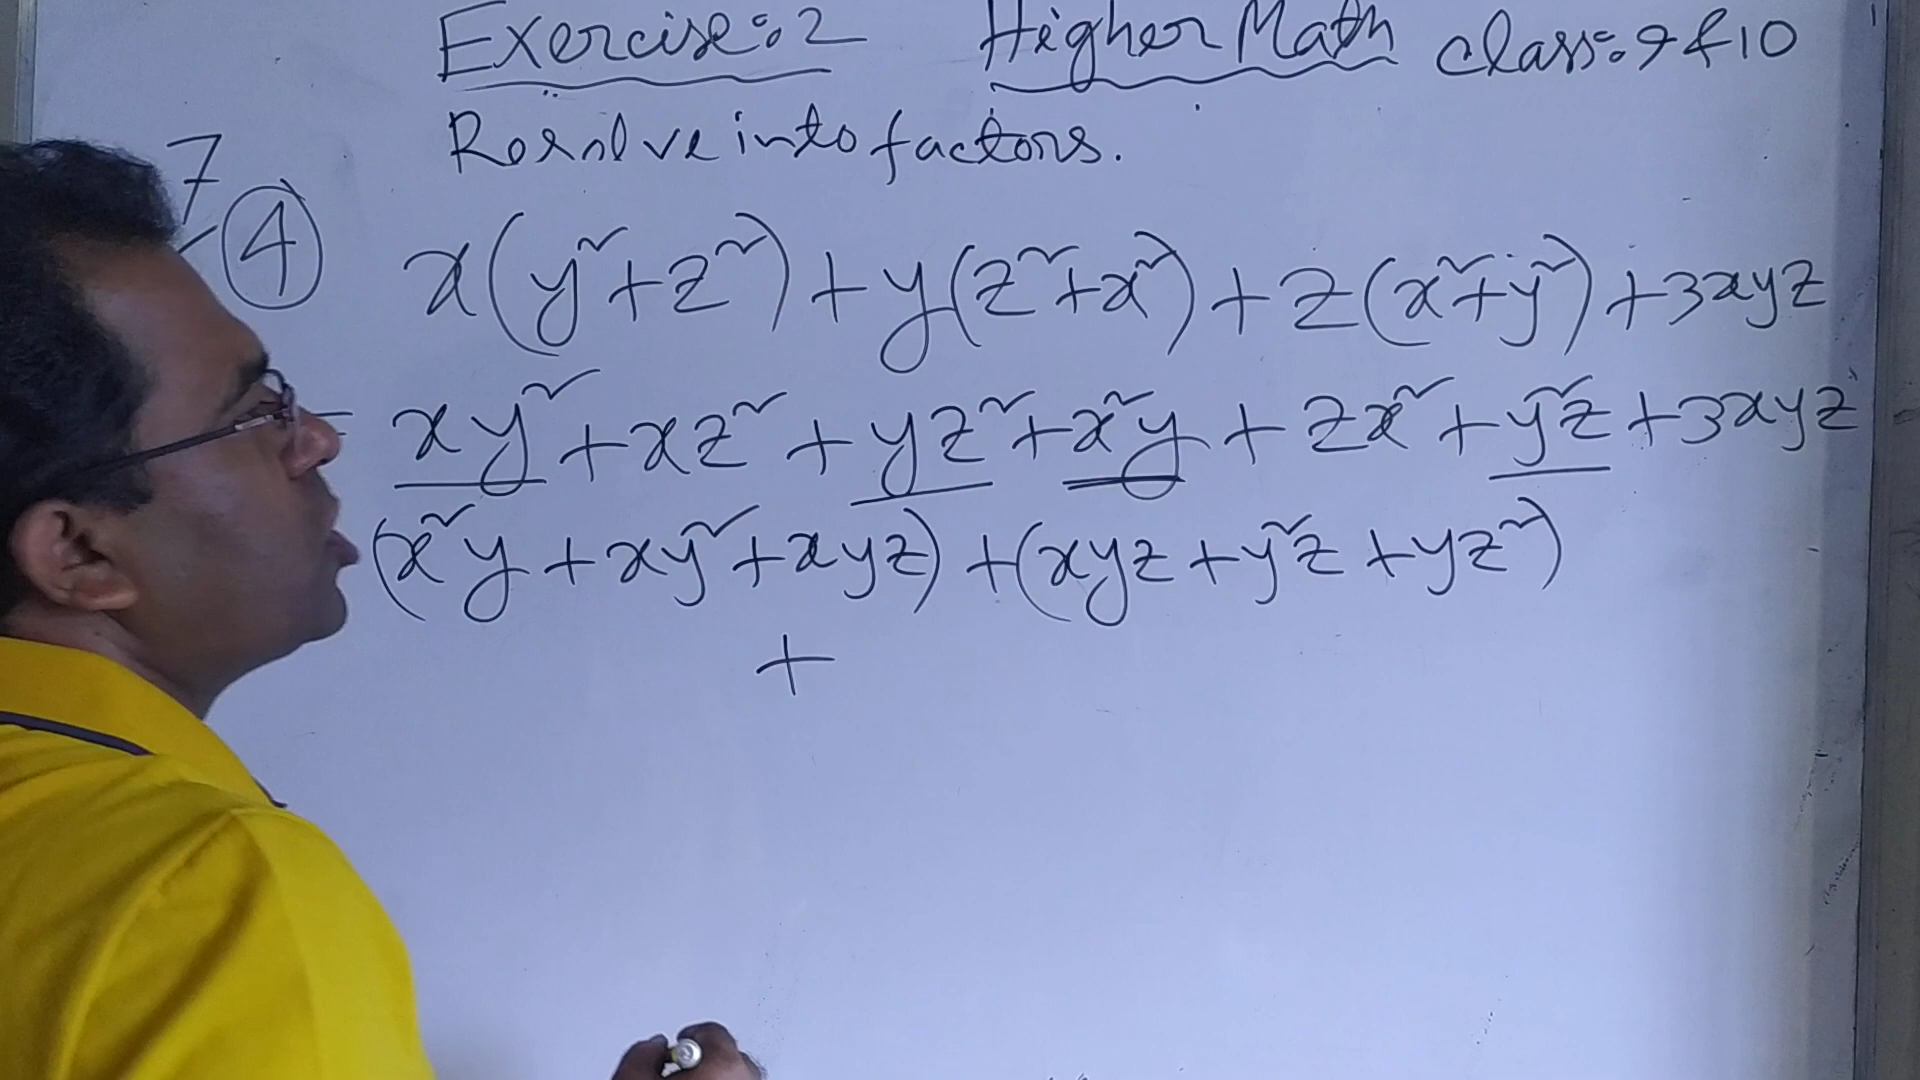 Exercise:2 Higher Math class:9 & 10
Resolve into factors.
7
④ x(y²+z²)+y(z²+x²)+z(x²+y²)+3xyz
= xy²+xz²+yz²+x²y+zx²+y²z+3xyz
(x²y+xy²+xyz)+(xyz+y²z+yz²)
+